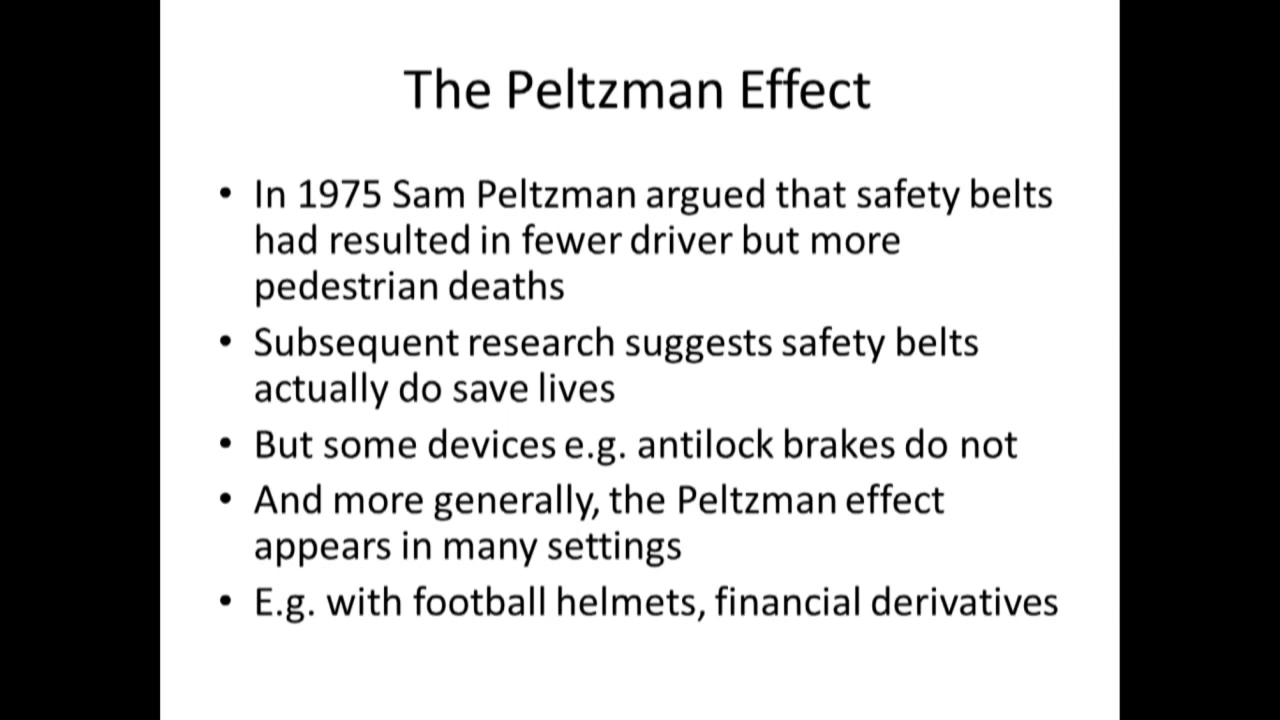 The Peltzman Effect
• In 1975 Sam Peltzman argued that safety belts
had resulted in fewer driver but more
pedestrian deaths
• Subsequent research suggests safety belts
actually do save lives
• But some devices e.g. antilock brakes do not
• And more generally, the Peltzman effect
appears in many settings
• E.g. with football helmets, financial derivatives